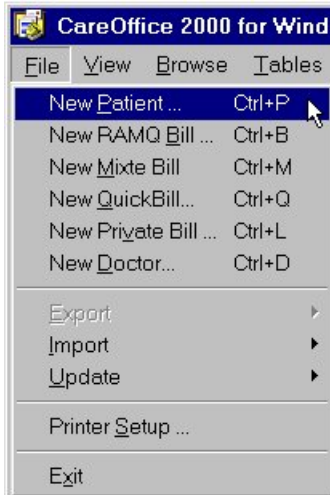 CareOffice 2000 for Wind
File View Browse Tables
New Patient ... Ctrl+P
New RAMQ Bill ... Ctrl+B
New Mixte Bill Ctrl+M
New QuickBill... Ctrl+Q
New Private Bill ... Ctrl+L
New Doctor... Ctrl+D
Export
Import
Update
Printer Setup ...
Exit